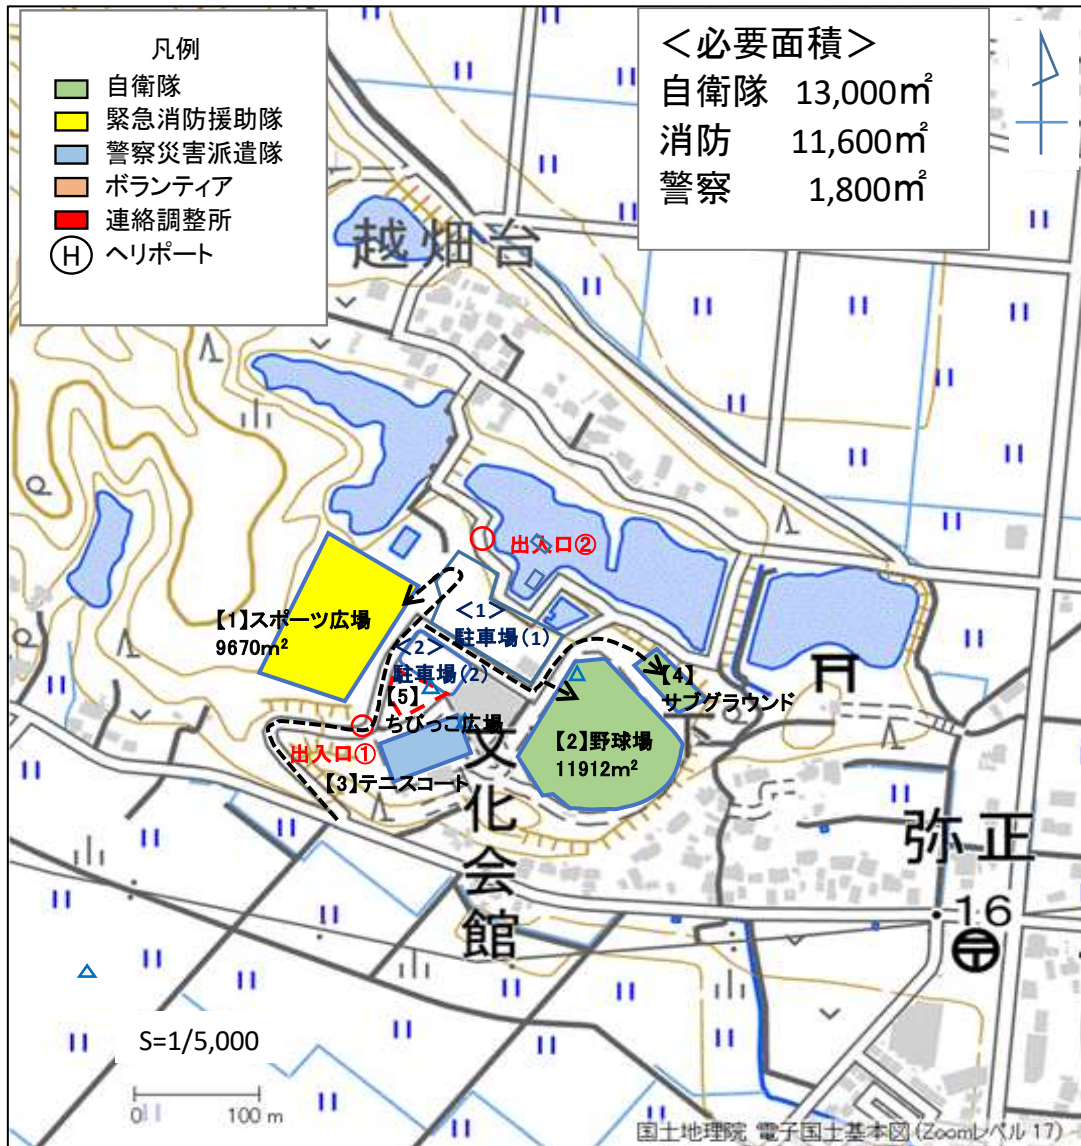 凡例
自衛隊
緊急消防援助隊
警察災害派遣隊
ボランティア
連絡調整所
H ヘリポート
＜必要面積＞
自衛隊 13,000㎡
消防 11,600㎡
警察 1,800㎡
越畑台
出入口②
【1】スポーツ広場
9670m²
<1>
駐車場(1)
<2>
駐車場(2)
【4】
サブグラウンド
【5】
ちびっこ広場
出入口①
【2】野球場
11912m²
【3】テニスコート
文化会館
弥正
16
S=1/5,000
0 100 m
国土地理院 電子国土基本図(Zoomレベル 17)